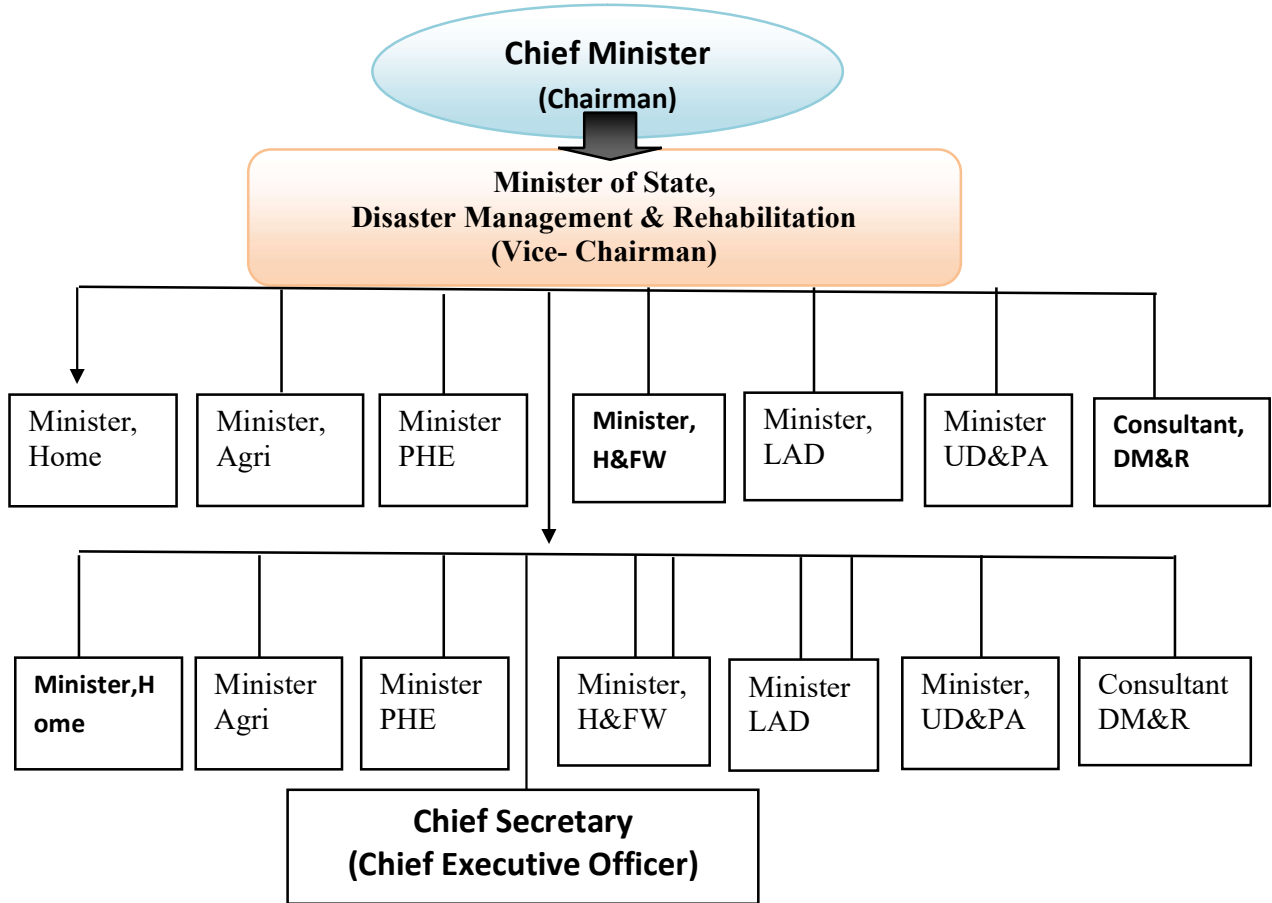 Chief Minister
(Chairman)
Minister of State,
Disaster Management & Rehabilitation
(Vice- Chairman)
Minister,
Home
Minister,
Agri
Minister
PHE
Minister,
H&FW
Minister,
LAD
Minister
UD&PA
Consultant,
DM&R
Minister,H
ome
Minister
Agri
Minister
PHE
Minister,
H&FW
Minister
LAD
Minister,
UD&PA
Consultant
DM&R
Chief Secretary
(Chief Executive Officer)